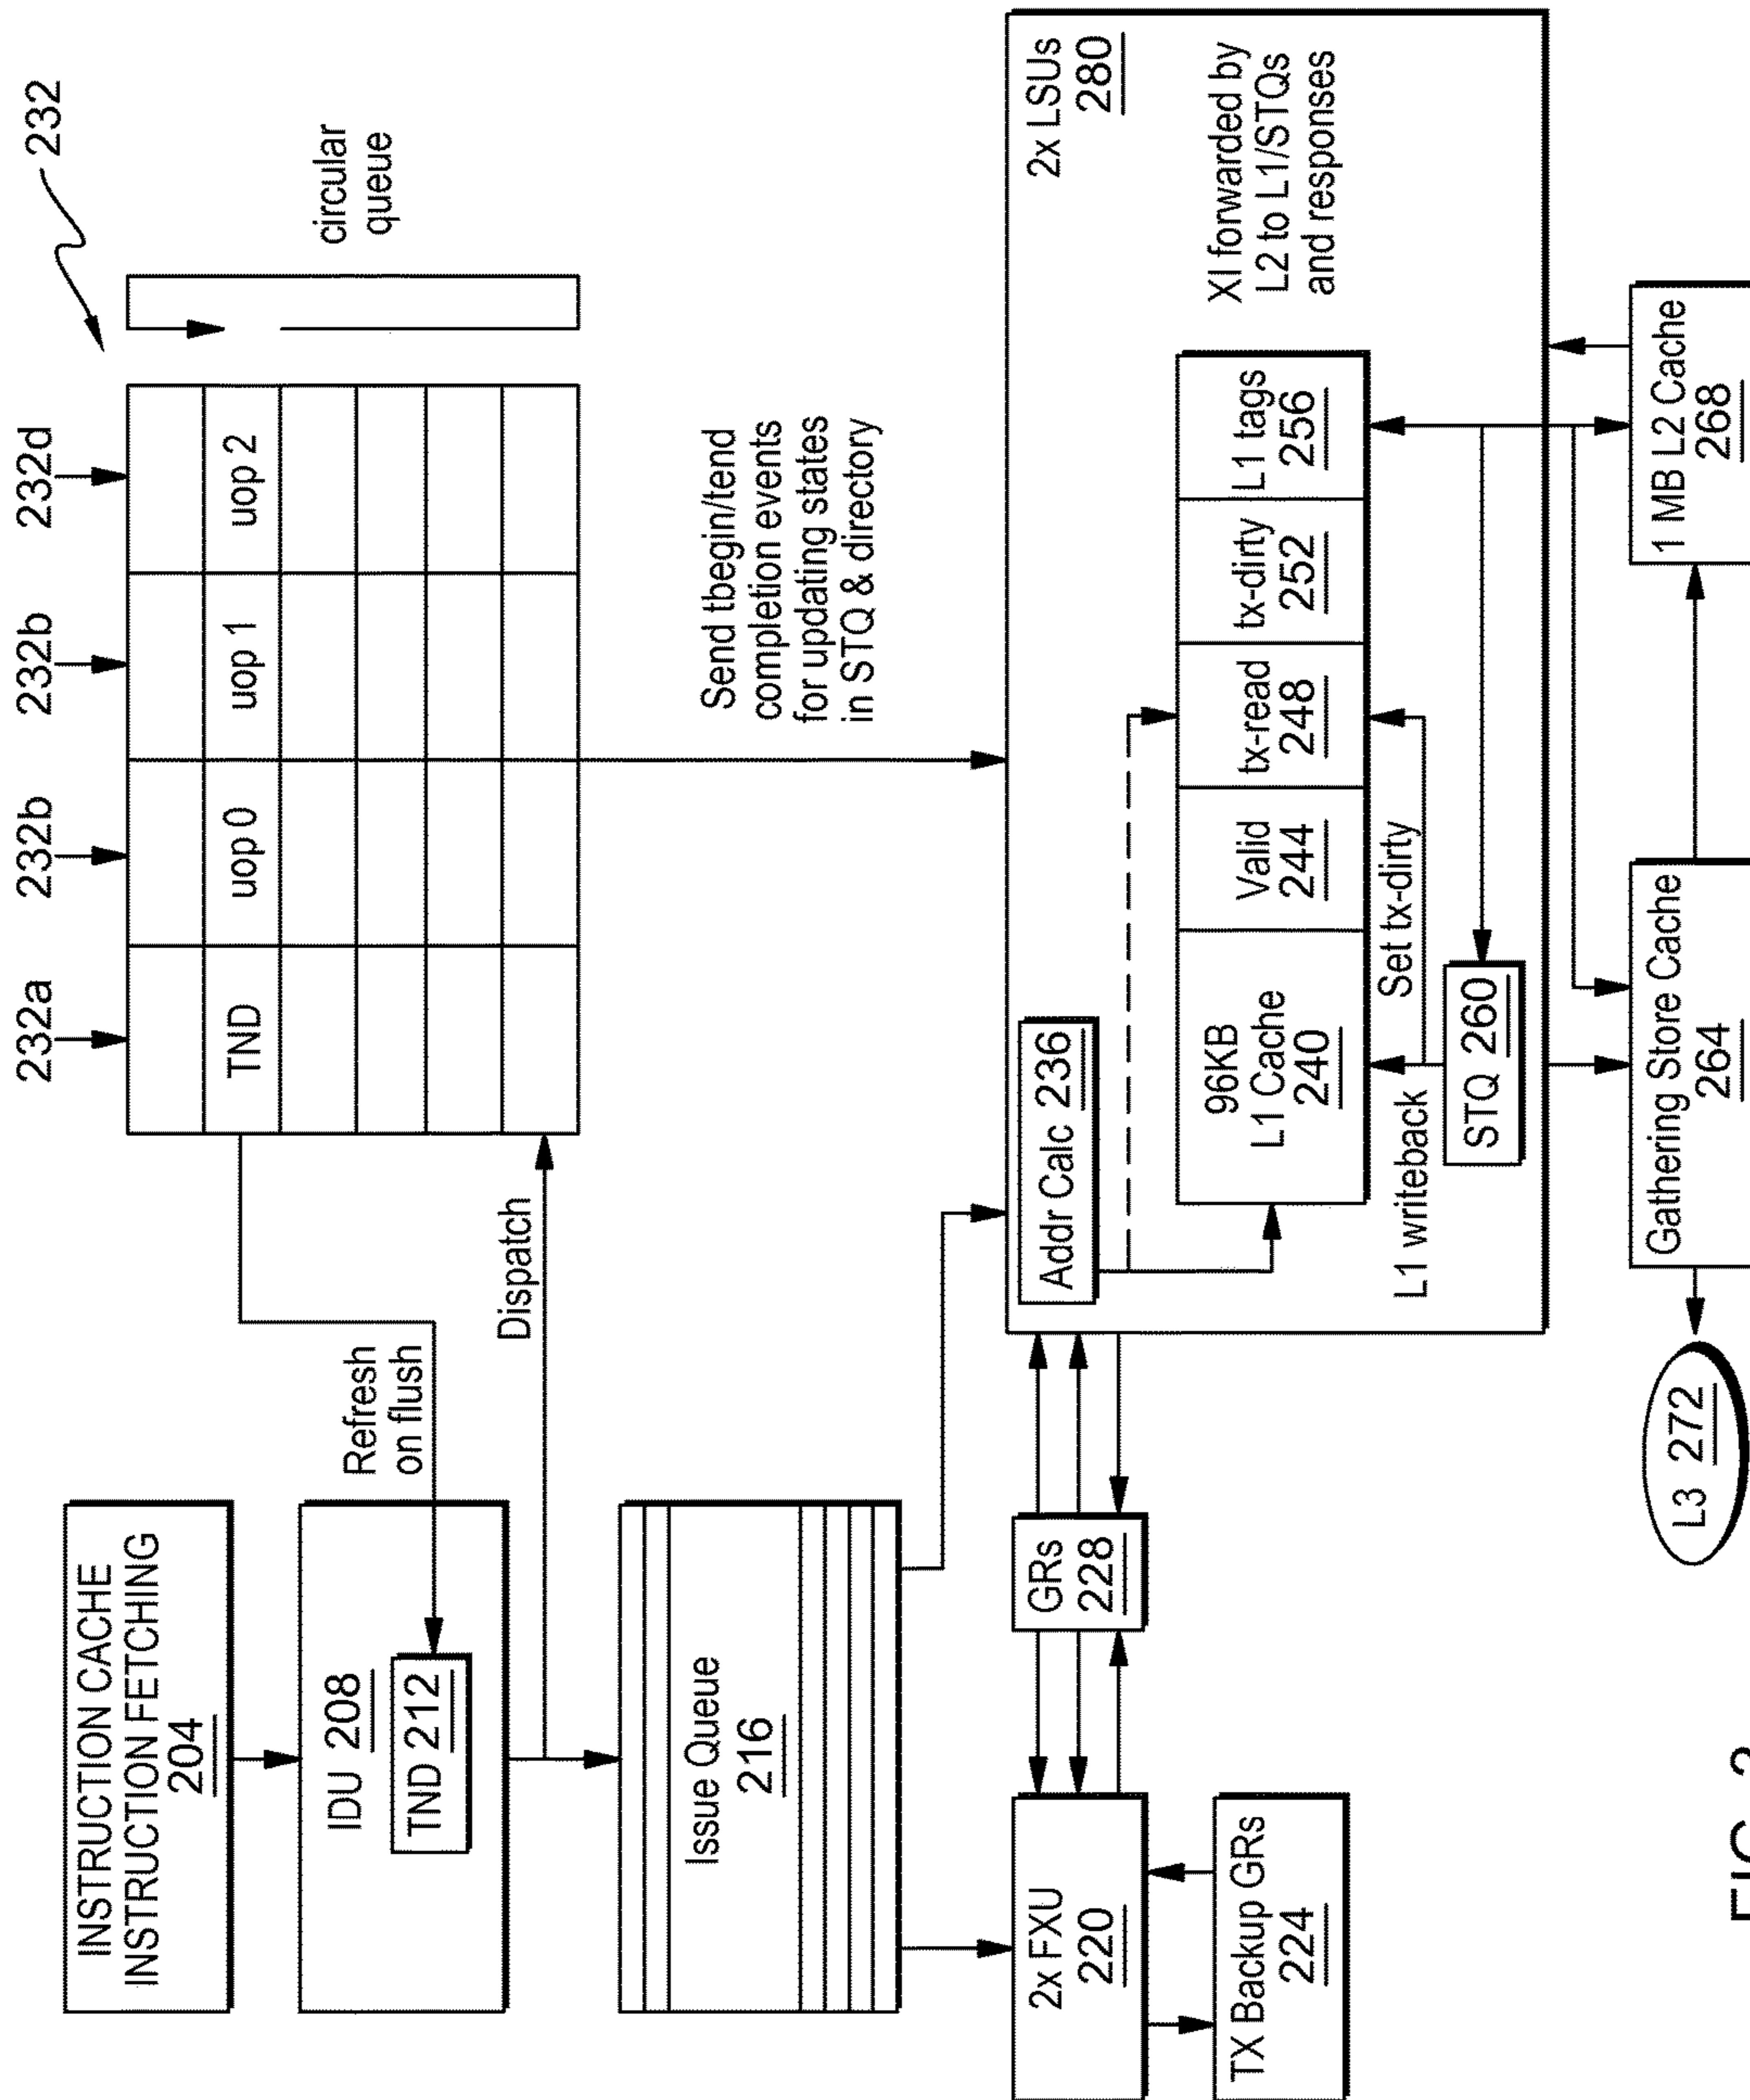 INSTRUCTION CACHE
INSTRUCTION FETCHING
204
IDU 208
TND 212
Refresh
on flush
Dispatch
232a
232b
232b
232d
232
TND
uop 0
uop 1
uop 2
circular
queue
Issue Queue
216
Send tbegin/tend
completion events
for updating states
in STQ & directory
2x FXU
220
TX Backup GRs
224
GRs
228
2x LSUs
280
Addr Calc 236
96KB
L1 Cache
240
Valid
244
tx-read
248
tx-dirty
252
L1 tags
256
XI forwarded by
L2 to L1/STQs
and responses
L1 writeback
Set tx-dirty
STQ 260
L3 272
Gathering Store Cache
264
1 MB L2 Cache
268